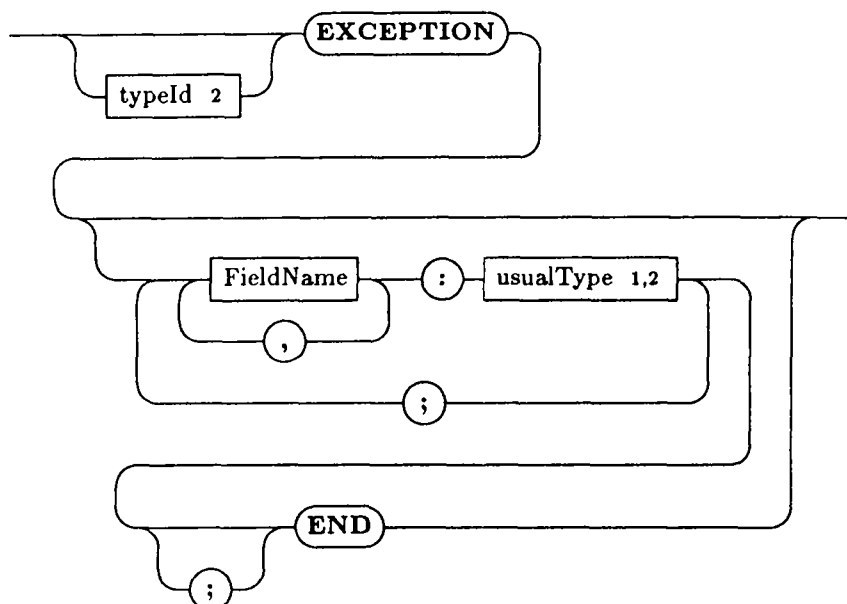 EXCEPTION
typeId 2
FieldName : usualType 1,2
,
;
END
;